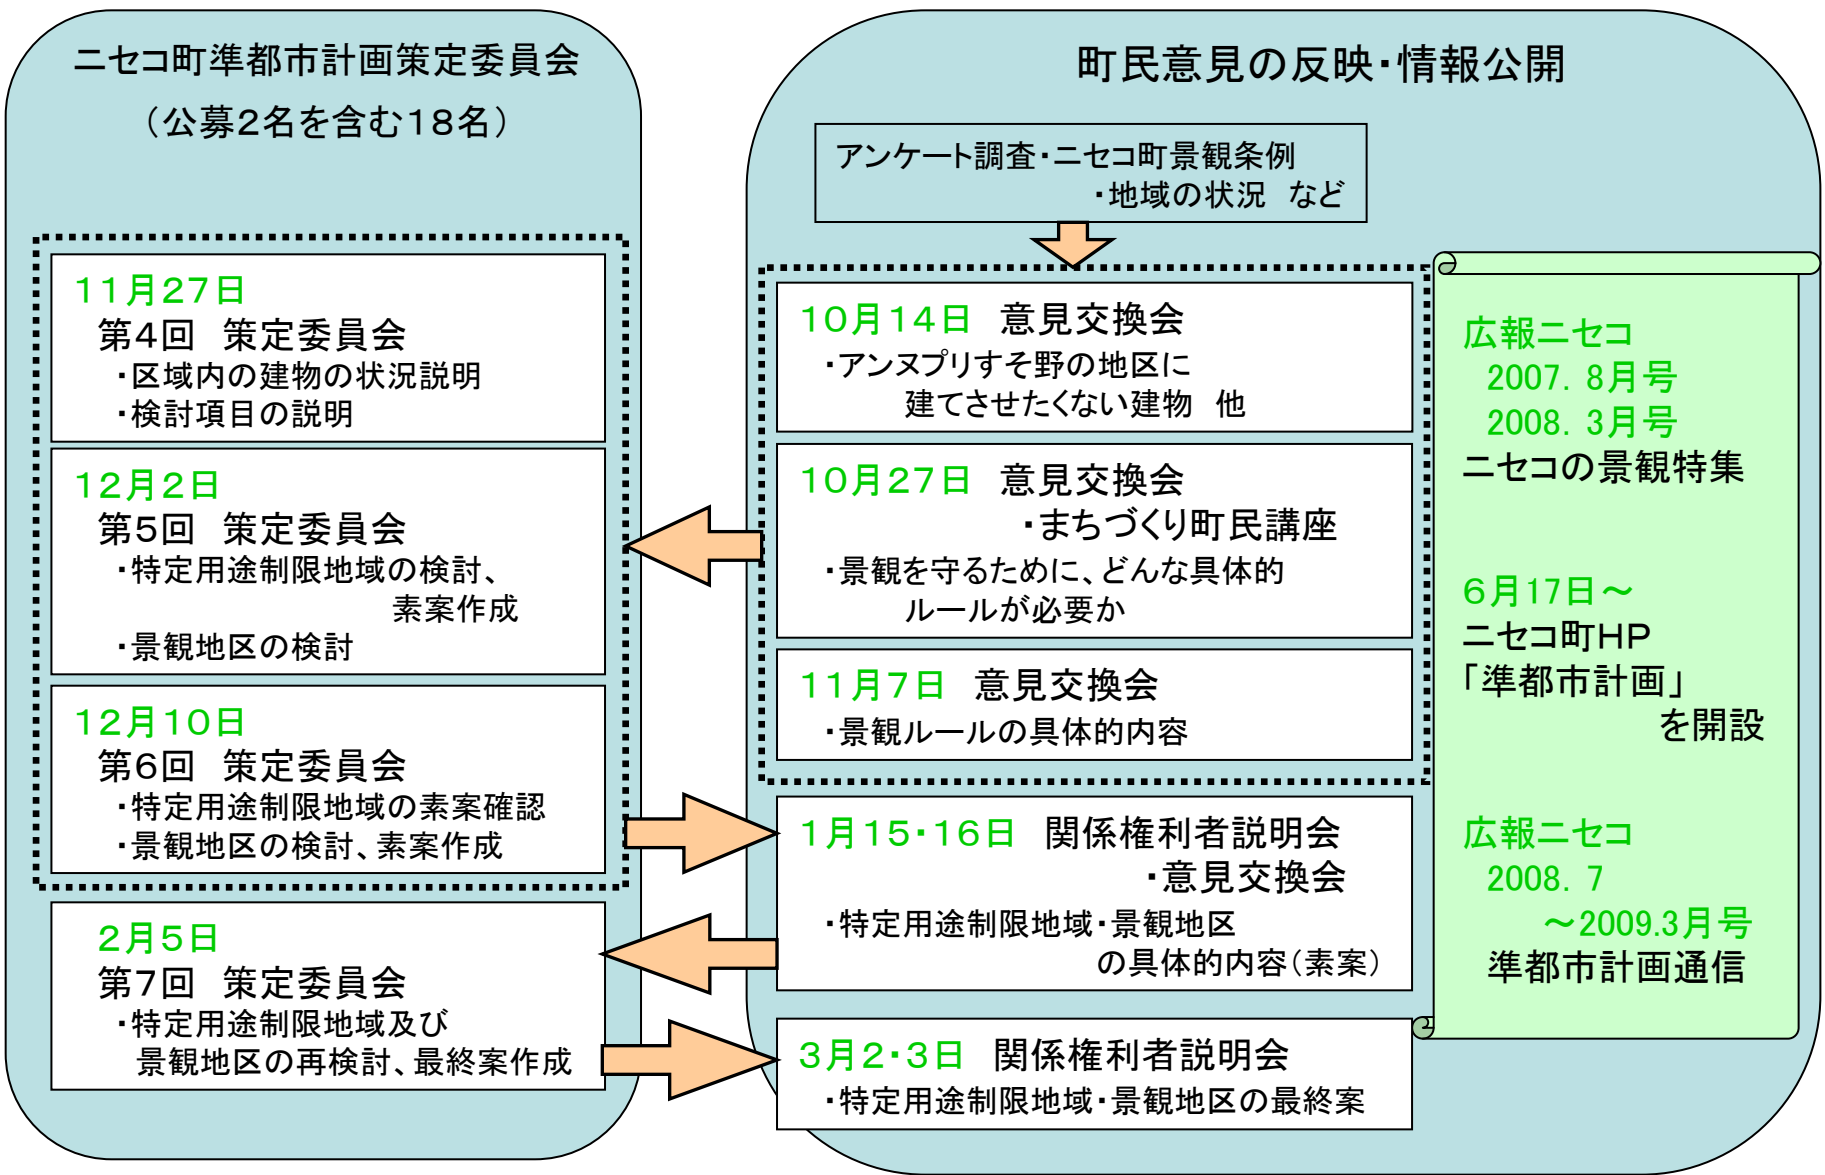 ニセコ町準都市計画策定委員会
（公募２名を含む１８名）
１１月２７日
第４回　策定委員会
・区域内の建物の状況説明
・検討項目の説明
１２月２日
第５回　策定委員会
・特定用途制限地域の検討、
素案作成
・景観地区の検討
１２月１０日
第６回　策定委員会
・特定用途制限地域の素案確認
・景観地区の検討、素案作成
２月５日
第７回　策定委員会
・特定用途制限地域及び
景観地区の再検討、最終案作成
町民意見の反映・情報公開
アンケート調査・ニセコ町景観条例
・地域の状況　など
１０月１４日　意見交換会
・アンヌプリすそ野の地区に
建てさせたくない建物　他
１０月２７日　意見交換会
・まちづくり町民講座
・景観を守るために、どんな具体的
ルールが必要か
１１月７日　意見交換会
・景観ルールの具体的内容
１月１５・１６日　関係権利者説明会
・意見交換会
・特定用途制限地域・景観地区
の具体的内容（素案）
３月２・３日　関係権利者説明会
・特定用途制限地域・景観地区の最終案
広報ニセコ
2007．8月号
2008．3月号
ニセコの景観特集
６月17日～
ニセコ町ＨＰ
「準都市計画」
を開設
広報ニセコ
2008．7
～2009.3月号
準都市計画通信